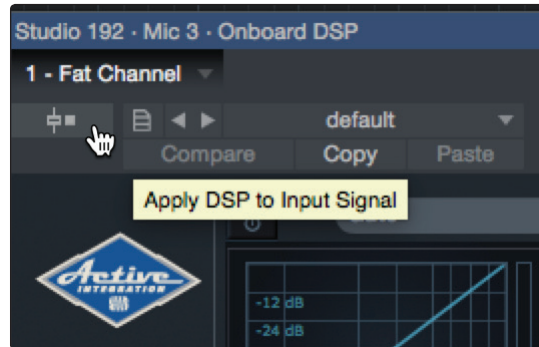 Studio 192 · Mic 3 · Onboard DSP
1 - Fat Channel
default
Compare Copy Paste
Apply DSP to Input Signal
Active
INTEGRATION
-12 dB
-24 dB